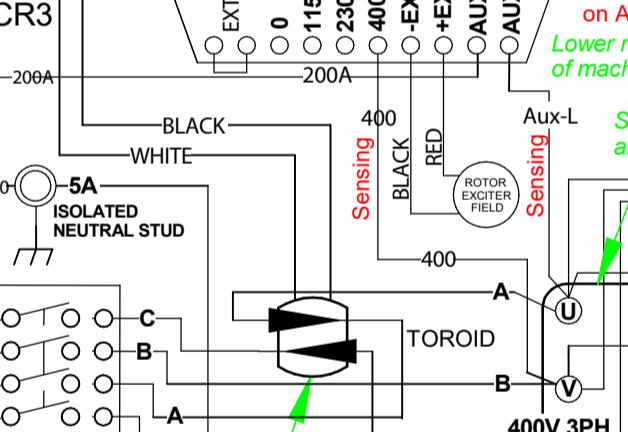 CR3
EXT
0
115
230
400
-EX
+EX
AUX
AUX
on A
Lower r
of mach
200A
200A
BLACK
WHITE
400
Sensing
BLACK
RED
Aux-L
Sensing
S
a
0
5A
ISOLATED
NEUTRAL STUD
ROTOR
EXCITER
FIELD
400
A
U
C
TOROID
B
B
V
A
400V 3PH